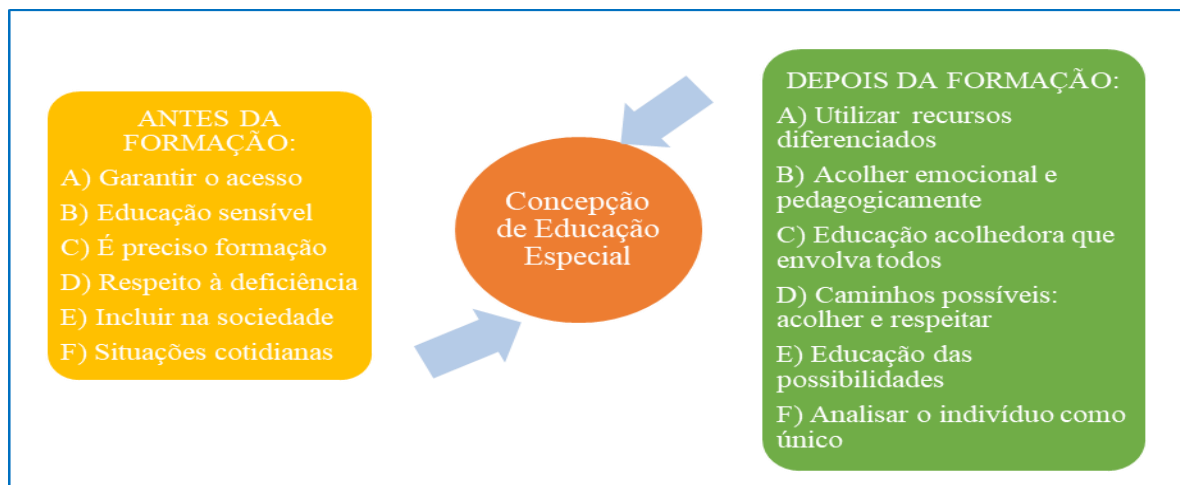 ANTES DA
FORMAÇÃO:
A) Garantir o acesso
B) Educação sensível
C) É preciso formação
D) Respeito à deficiência
E) Incluir na sociedade
F) Situações cotidianas
Concepção
de Educação
Especial
DEPOIS DA FORMAÇÃO:
A) Utilizar recursos
diferenciados
B) Acolher emocional e
pedagogicamente
C) Educação acolhedora que
envolva todos
D) Caminhos possíveis:
acolher e respeitar
E) Educação das
possibilidades
F) Analisar o indivíduo como
único